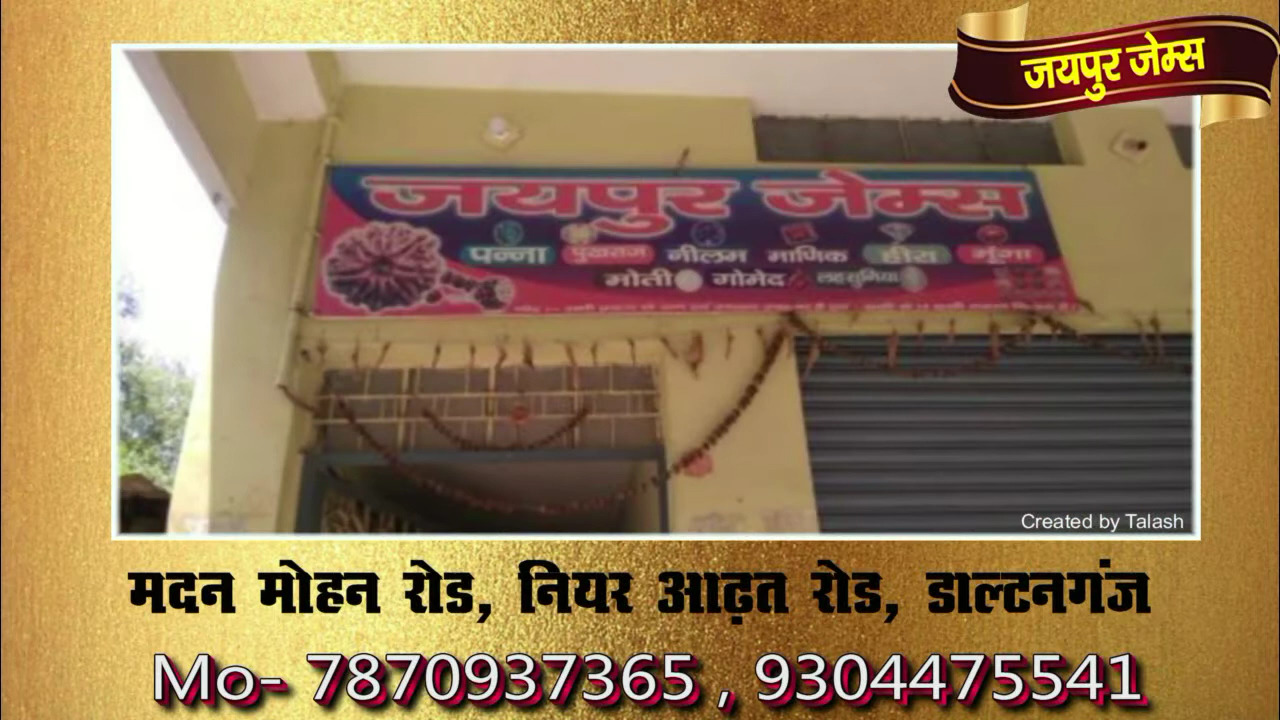 जयपुर जेम्स
जयपुर जेम्स
पन्ना पुखराज नीलम माणिक हीरा मूंगा
मोती गोमेद लहसुनिया
Created by Talash
मदन मोहन रोड, नियर आढ़त रोड, डाल्टनगंज
Mo- 7870937365 , 9304475541